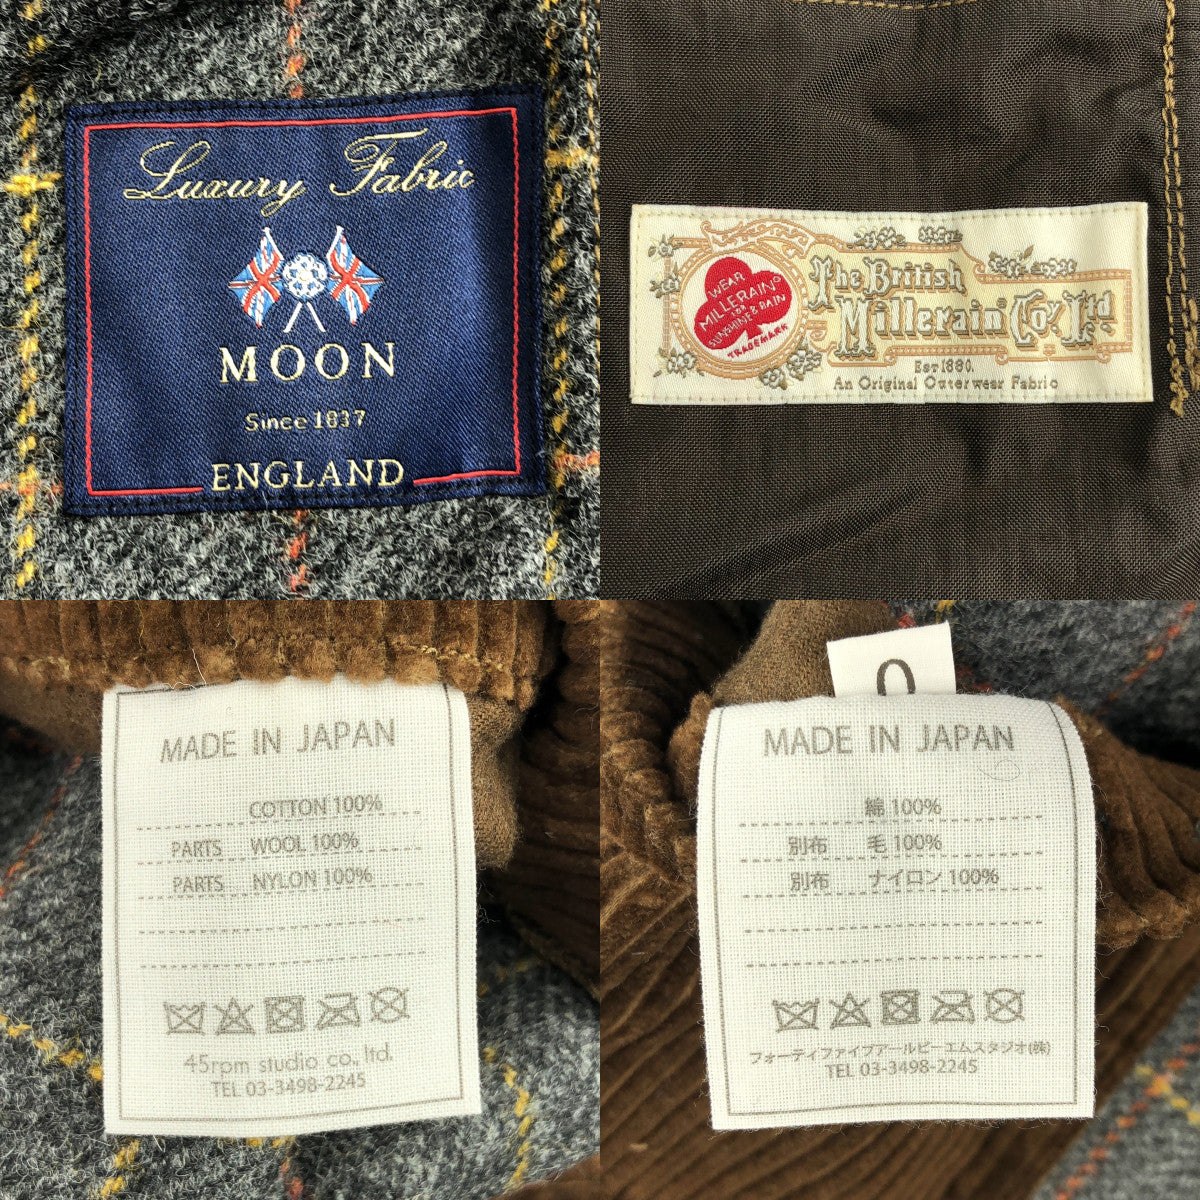 Luxury Fabric
MOON
Since 1837
ENGLAND
WEAR
MILLERAIN
FOR
SUNSHINE & RAIN
TRADEMARK
The British
Millerain Co. Ltd.
EST 1880.
An Original Outerwear Fabric
MADE IN JAPAN
COTTON 100%
PARTS WOOL 100%
PARTS NYLON 100%
45rpm studio co., ltd.
TEL 03-3498-2245
0
MADE IN JAPAN
綿 100%
別布 毛 100%
別布 ナイロン 100%
フォーティファイブアールピーエムスタジオ(株)
TEL 03-3498-2245